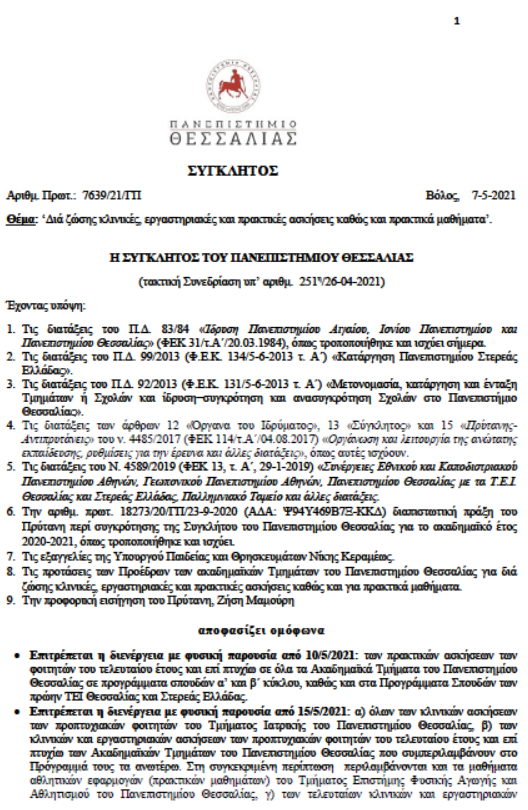 1
ΠΑΝΕΠΙΣΤΗΜΙΟ
ΘΕΣΣΑΛΙΑΣ
ΣΥΓΚΛΗΤΟΣ
Αριθμ. Πρωτ.: 7639/21/ΓΠ Βόλος, 7-5-2021
Θέμα: ‘Διά ζώσης κλινικές, εργαστηριακές και πρακτικές ασκήσεις καθώς και πρακτικά μαθήματα’.
Η ΣΥΓΚΛΗΤΟΣ ΤΟΥ ΠΑΝΕΠΙΣΤΗΜΙΟΥ ΘΕΣΣΑΛΙΑΣ
(τακτική Συνεδρίαση υπ’ αριθμ. 251η/26-04-2021)
Έχοντας υπόψη:
1. Τις διατάξεις του Π.Δ. 83/84 «Ίδρυση Πανεπιστημίου Αιγαίου, Ιονίου Πανεπιστημίου και
Πανεπιστημίου Θεσσαλίας» (ΦΕΚ 31/τ.Α΄/20.03.1984), όπως τροποποιήθηκε και ισχύει σήμερα.
2. Τις διατάξεις του Π.Δ. 99/2013 (Φ.Ε.Κ. 134/5-6-2013 τ. Α΄) «Κατάργηση Πανεπιστημίου Στερεάς
Ελλάδας».
3. Τις διατάξεις του Π.Δ. 92/2013 (Φ.Ε.Κ. 131/5-6-2013 τ. Α΄) «Μετονομασία, κατάργηση και ένταξη
Τμημάτων ή Σχολών και ίδρυση–συγκρότηση και ανασυγκρότηση Σχολών στο Πανεπιστήμιο
Θεσσαλίας».
4. Τις διατάξεις των άρθρων 12 «Όργανα του Ιδρύματος», 13 «Σύγκλητος» και 15 «Πρύτανης-
Αντιπρυτάνεις» του ν. 4485/2017 (ΦΕΚ 114/τ.Α΄/04.08.2017) «Οργάνωση και λειτουργία της ανώτατης
εκπαίδευσης, ρυθμίσεις για την έρευνα και άλλες διατάξεις», όπως αυτές ισχύουν.
5. Τις διατάξεις του Ν. 4589/2019 (ΦΕΚ 13, τ. Α΄, 29-1-2019) «Συνέργειες Εθνικού και Καποδιστριακού
Πανεπιστημίου Αθηνών, Γεωπονικού Πανεπιστημίου Αθηνών, Πανεπιστημίου Θεσσαλίας με τα Τ.Ε.Ι.
Θεσσαλίας και Στερεάς Ελλάδας, Παλλημνιακό Ταμείο και άλλες διατάξεις.
6. Την αριθμ. πρωτ. 18273/20/ΓΠ/23-9-2020 (ΑΔΑ: Ψ94Υ469Β7Ξ-ΚΚΔ) διαπιστωτική πράξη του
Πρύτανη περί συγκρότησης της Συγκλήτου του Πανεπιστημίου Θεσσαλίας για το ακαδημαϊκό έτος
2020-2021, όπως τροποποιήθηκε και ισχύει.
7. Τις εξαγγελίες της Υπουργού Παιδείας και Θρησκευμάτων Νίκης Κεραμέως.
8. Τις προτάσεις των Προέδρων των ακαδημαϊκών Τμημάτων του Πανεπιστημίου Θεσσαλίας για διά
ζώσης κλινικές, εργαστηριακές και πρακτικές ασκήσεις καθώς και για πρακτικά μαθήματα.
9. Την προφορική εισήγηση του Πρύτανη, Ζήση Μαμούρη
αποφασίζει ομόφωνα
• Επιτρέπεται η διενέργεια με φυσική παρουσία από 10/5/2021: των πρακτικών ασκήσεων των
φοιτητών του τελευταίου έτους και επί πτυχίω σε όλα τα Ακαδημαϊκά Τμήματα του Πανεπιστημίου
Θεσσαλίας σε προγράμματα σπουδών α’ και β΄ κύκλου, καθώς και στα Προγράμματα Σπουδών των
πρώην ΤΕΙ Θεσσαλίας και Στερεάς Ελλάδας.
• Επιτρέπεται η διενέργεια με φυσική παρουσία από 15/5/2021: α) όλων των κλινικών ασκήσεων
των προπτυχιακών φοιτητών του Τμήματος Ιατρικής του Πανεπιστημίου Θεσσαλίας, β) των
κλινικών και εργαστηριακών ασκήσεων των προπτυχιακών φοιτητών του τελευταίου έτους και επί
πτυχίω των Ακαδημαϊκών Τμημάτων του Πανεπιστημίου Θεσσαλίας που συμπεριλαμβάνουν στο
Πρόγραμμά τους τα ανωτέρω. Στη συγκεκριμένη περίπτωση περιλαμβάνονται και τα μαθήματα
αθλητικών εφαρμογών (πρακτικών μαθημάτων) του Τμήματος Επιστήμης Φυσικής Αγωγής και
Αθλητισμού του Πανεπιστημίου Θεσσαλίας, γ) των τελευταίων κλινικών και εργαστηριακών